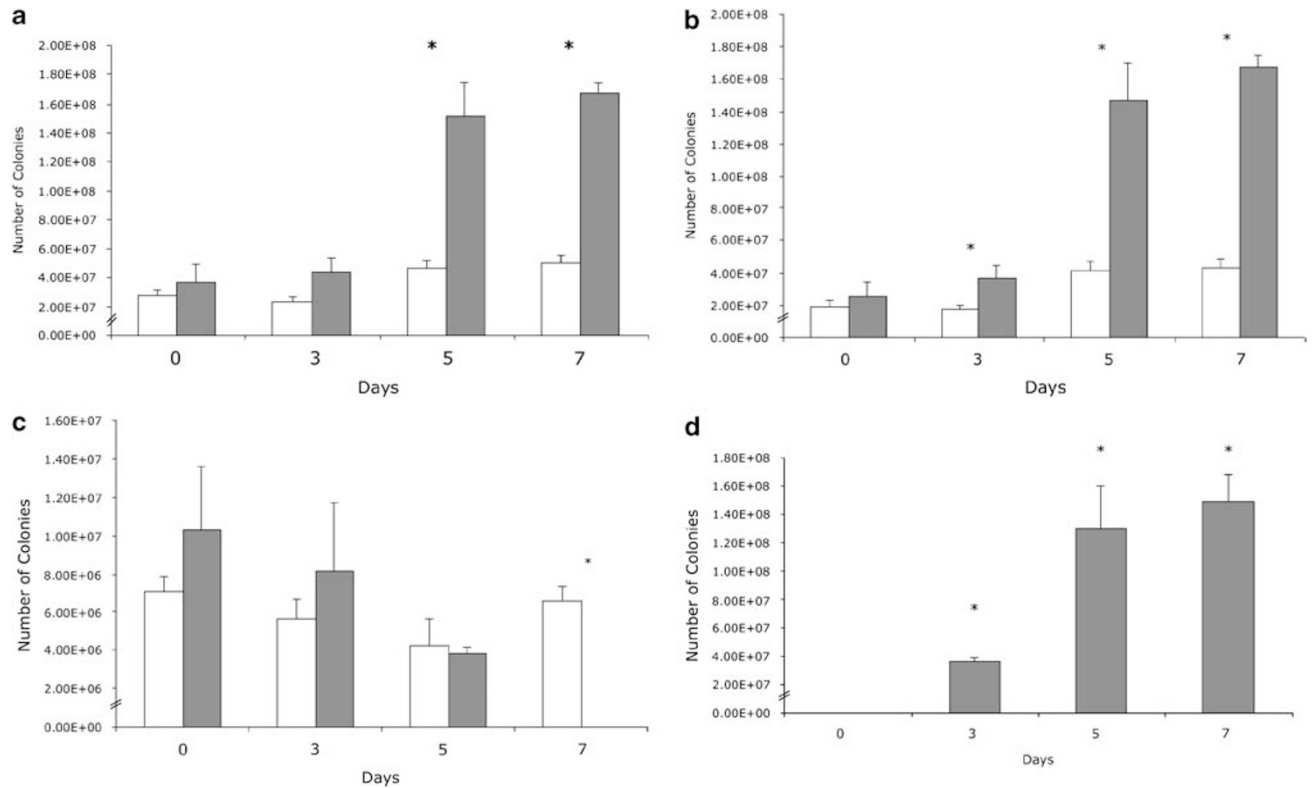 a
Number of Colonies
2.00E+08
1.80E+08
1.60E+08
1.40E+08
1.20E+08
1.00E+08
8.00E+07
6.00E+07
4.00E+07
2.00E+07
0.00E+00
* *
0 3 5 7
Days
b
Number of Colonies
2.00E+08
1.80E+08
1.60E+08
1.40E+08
1.20E+08
2.00E+08
8.00E+07
6.00E+07
4.00E+07
2.00E+07
0.00E+00
* * *
0 3 5 7
Days
c
Number of Colonies
1.60E+07
1.40E+07
1.20E+07
1.00E+07
8.00E+06
6.00E+06
4.00E+06
2.00E+06
0.00E+00
*
0 3 5 7
Days
d
Number of Colonies
1.80E+08
1.60E+08
1.40E+08
1.20E+08
1.00E+08
8.00E+07
6.00E+07
4.00E+07
2.00E+07
0.00E+00
* * *
0 3 5 7
Days